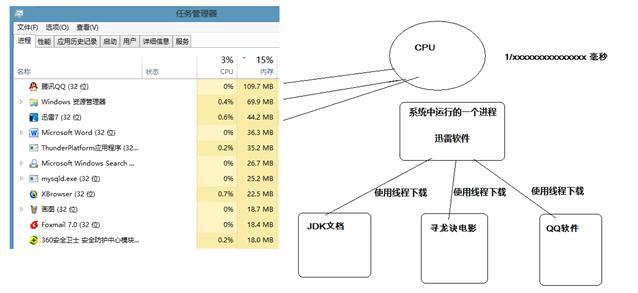 任务管理器
文件(F) 选项(O) 查看(V)
进程 性能 应用历史记录 启动 用户 详细信息 服务
3% 15%
名称 状态 CPU 内存
腾讯QQ (32 位) 0% 109.7 MB
Windows 资源管理器 0.4% 69.9 MB
迅雷7 (32 位) 0.6% 44.2 MB
Microsoft Word (32 位) 0% 36.3 MB
ThunderPlatform应用程序 (32... 0.2% 35.2 MB
Microsoft Windows Search ... 0% 26.7 MB
mysqld.exe (32 位) 0% 25.2 MB
XBrowser (32 位) 0.7% 22.5 MB
画图 (32 位) 0% 18.7 MB
Foxmail 7.0 (32 位) 0% 18.4 MB
360安全卫士 安全防护中心模块... 0.2% 18.0 MB
CPU
1/xxxxxxxxxxxxxxx 毫秒
系统中运行的一个进程
迅雷软件
使用线程下载 使用线程下载 使用线程下载
JDK文档 寻龙诀电影 QQ软件